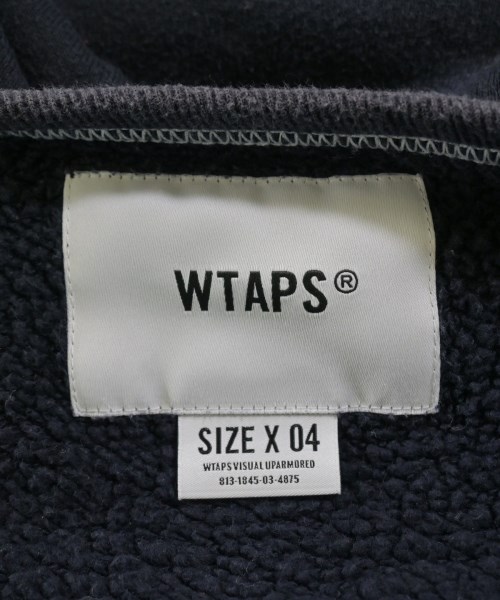 WTAPS®
SIZE X 04
WTAPS VISUAL UPARMORED
813-1845-03-4875